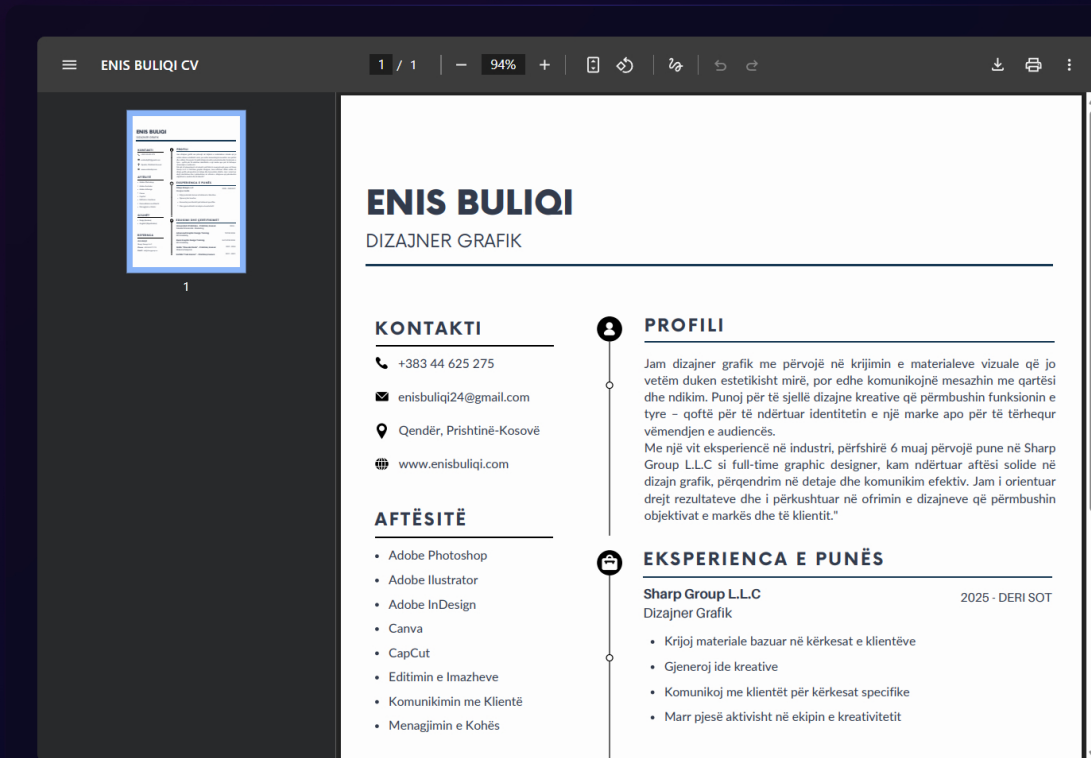 ENIS BULIQI CV
1 / 1
94%
1
ENIS BULIQI
DIZAJNER GRAFIK
KONTAKTI
+383 44 625 275
enisbuliqi24@gmail.com
Qendër, Prishtinë-Kosovë
www.enisbuliqi.com
AFTËSITË
• Adobe Photoshop
• Adobe Ilustrator
• Adobe InDesign
• Canva
• CapCut
• Editimin e Imazheve
• Komunikimin me Klientë
• Menagjimin e Kohës
PROFILI
Jam dizajner grafik me përvojë në krijimin e materialeve vizuale që jo
vetëm duken estetikisht mirë, por edhe komunikojnë mesazhin me qartësi
dhe ndikim. Punoj për të sjellë dizajne kreative që përmbushin funksionin e
tyre – qoftë për të ndërtuar identitetin e një marke apo për të tërhequr
vëmendjen e audiencës.
Me një vit eksperiencë në industri, përfshirë 6 muaj përvojë pune në Sharp
Group L.L.C si full-time graphic designer, kam ndërtuar aftësi solide në
dizajn grafik, përqendrim në detaje dhe komunikim efektiv. Jam i orientuar
drejt rezultateve dhe i përkushtuar në ofrimin e dizajneve që përmbushin
objektivat e markës dhe të klientit."
EKSPERIENCA E PUNËS
Sharp Group L.L.C
2025 - DERI SOT
Dizajner Grafik
• Krijoj materiale bazuar në kërkesat e klientëve
• Gjeneroj ide kreative
• Komunikoj me klientët për kërkesat specifike
• Marr pjesë aktivisht në ekipin e kreativitetit